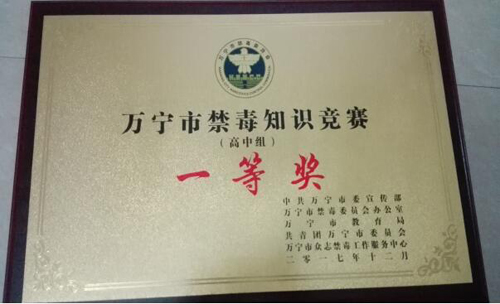 万宁市禁毒知识竞赛
（高中组）
一等奖
中共万宁市委宣传部
万宁市禁毒委员会办公室
万宁市教育局
共青团万宁市委员会
万宁市众志禁毒工作服务中心
二零一七年十二月